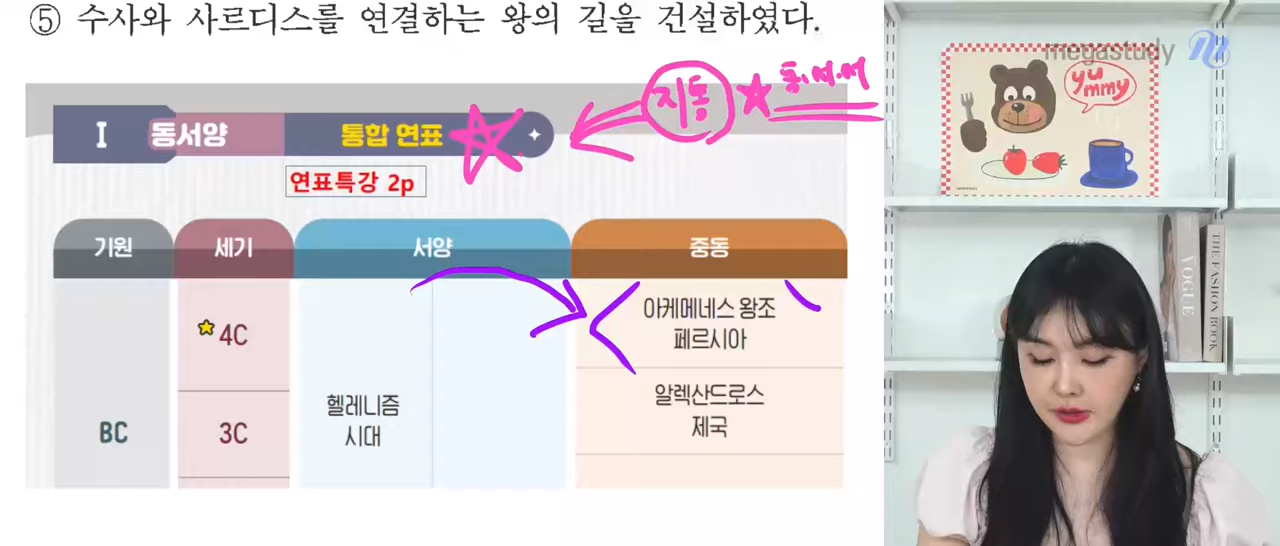 ⑤ 수사와 사르디스를 연결하는 왕의 길을 건설하였다.
megastudy M
yummy
지동
Ⅰ 동서양 통합 연표
연표특강 2p
기원 세기 서양 중동
4C
아케메네스 왕조
페르시아
BC
3C
헬레니즘
시대
알렉산드로스
제국
VOGUE
THE FASHION BOOK